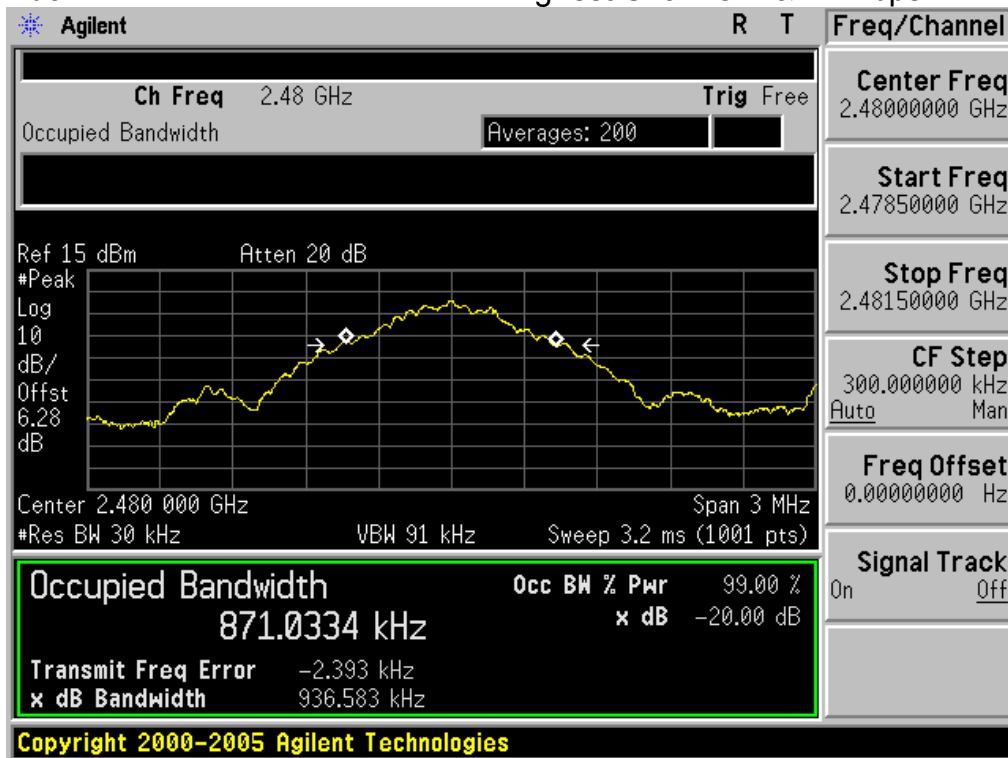 Agilent R T Freq/Channel
Ch Freq 2.48 GHz Trig Free
Occupied Bandwidth Averages: 200
Center Freq
2.48000000 GHz
Start Freq
2.47850000 GHz
Stop Freq
2.48150000 GHz
CF Step
300.000000 kHz
Auto Man
Freq Offset
0.00000000 Hz
Signal Track
On Off
Ref 15 dBm Atten 20 dB
#Peak
Log
10
dB/
Offst
6.28
dB
Center 2.480 000 GHz Span 3 MHz
#Res BW 30 kHz VBW 91 kHz Sweep 3.2 ms (1001 pts)
Occupied Bandwidth Occ BW % Pwr 99.00 %
871.0334 kHz x dB -20.00 dB
Transmit Freq Error -2.393 kHz
x dB Bandwidth 936.583 kHz
Copyright 2000-2005 Agilent Technologies